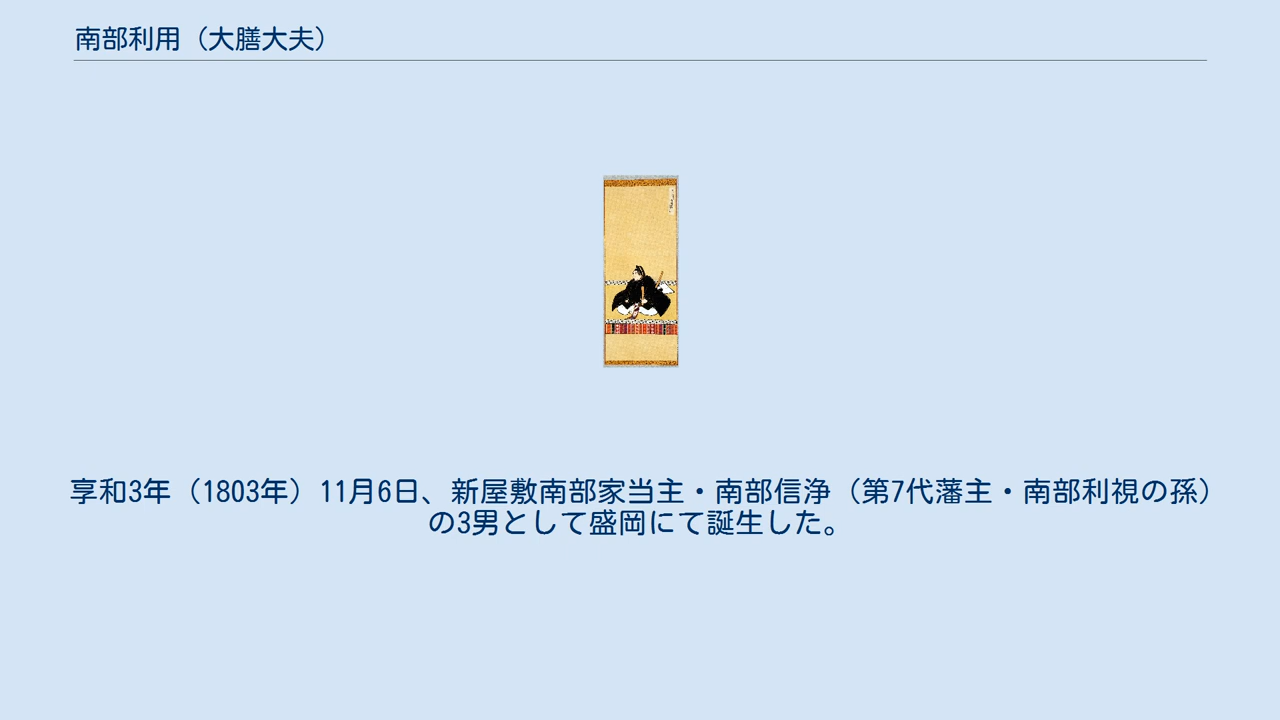 南部利用（大膳大夫）
享和3年（1803年）11月6日、新屋敷南部家当主・南部信浄（第7代藩主・南部利視の孫）
の3男として盛岡にて誕生した。